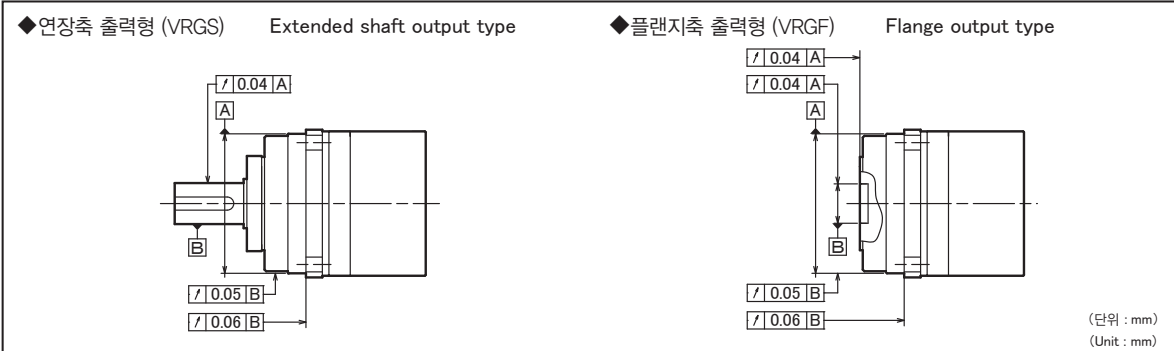 ◆연장축 출력형 (VRGS) Extended shaft output type
↗ 0.04 A
A
B
↗ 0.05 B
↗ 0.06 B
◆플랜지축 출력형 (VRGF) Flange output type
↗ 0.04 A
↗ 0.04 A
A
B
↗ 0.05 B
↗ 0.06 B
(단위 : mm)
(Unit : mm)